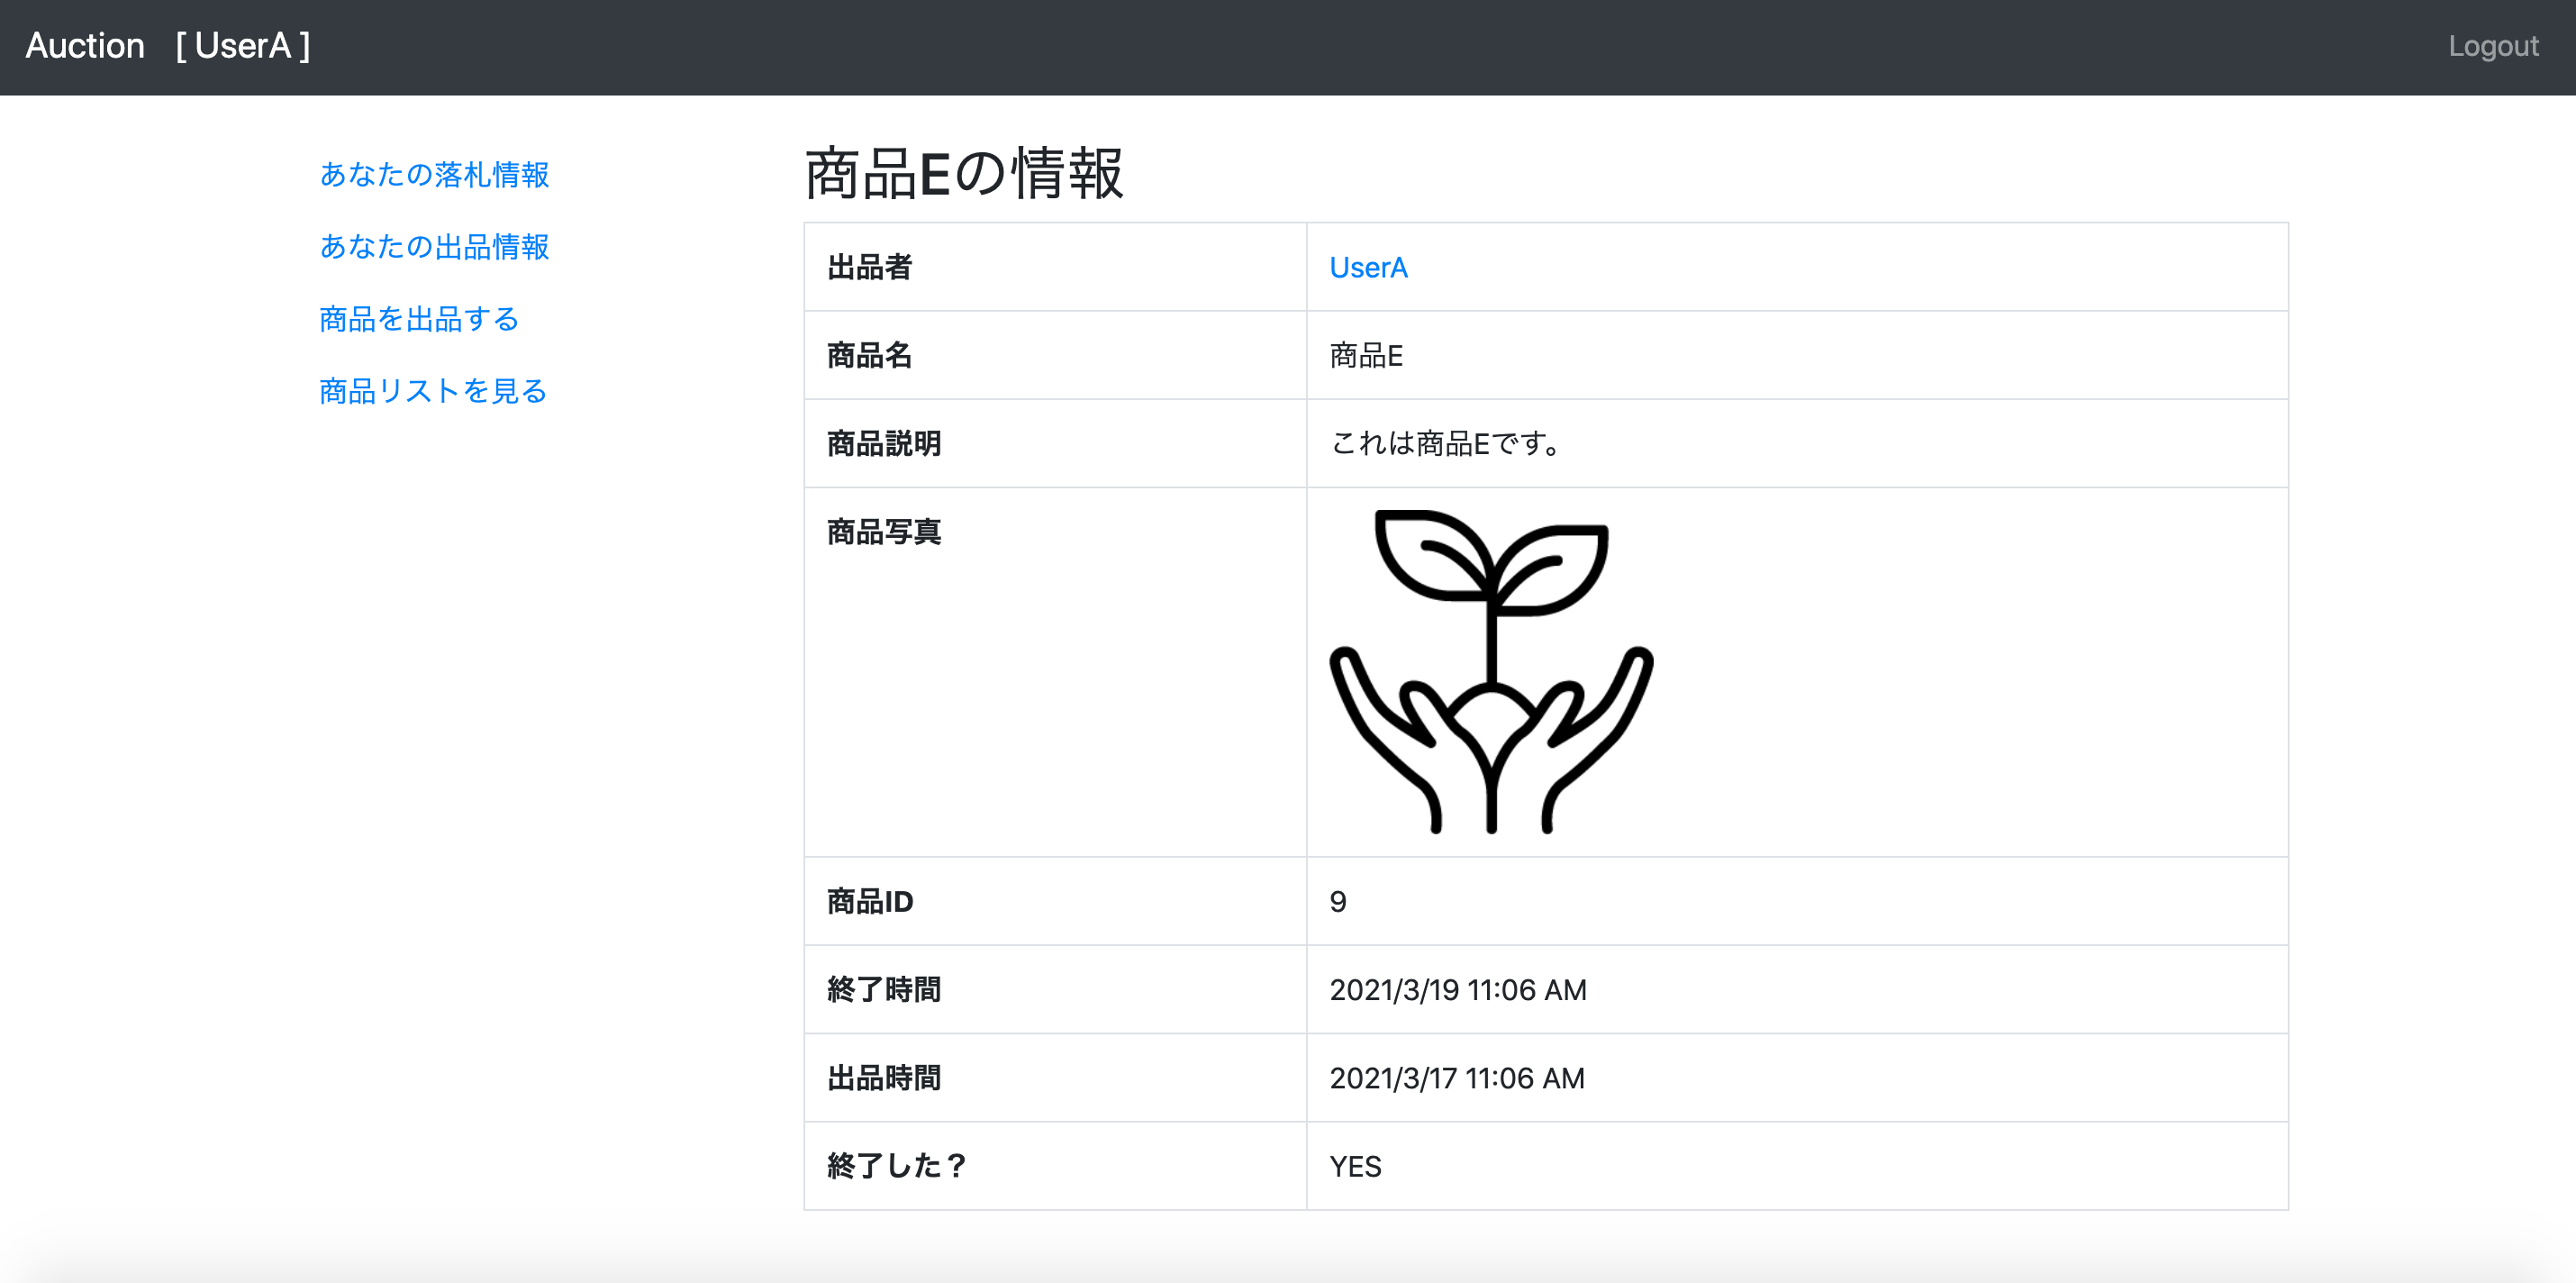 Auction [ UserA ] Logout
あなたの落札情報
あなたの出品情報
商品を出品する
商品リストを見る
商品Eの情報
出品者 UserA
商品名 商品E
商品説明 これは商品Eです。
商品写真
商品ID 9
終了時間 2021/3/19 11:06 AM
出品時間 2021/3/17 11:06 AM
終了した？ YES